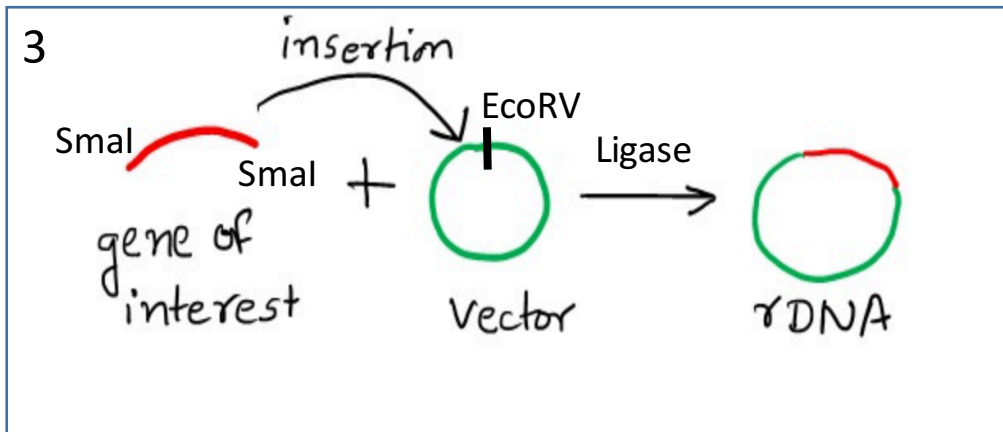 3
insertion
EcoRV
SmaI
SmaI
+
Ligase
gene of
interest
Vector
rDNA